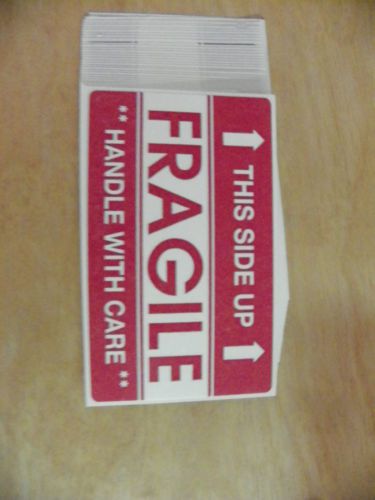 ↑ THIS SIDE UP ↑
FRAGILE
** HANDLE WITH CARE **